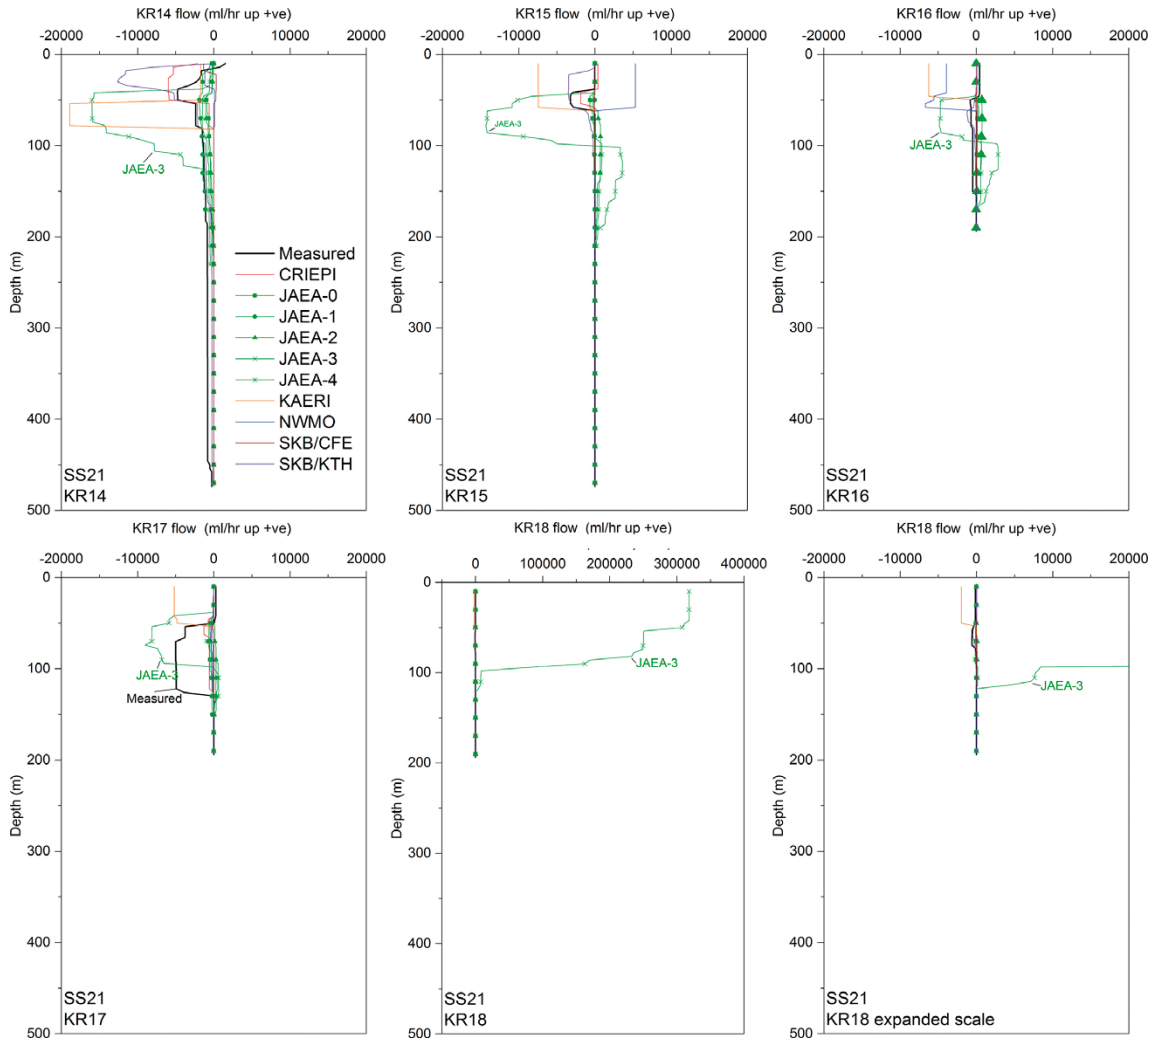 KR14 flow (ml/hr up +ve)
-20000 -10000 0 10000 20000
0
100
200
300
400
500
Depth (m)
JAEA-3
Measured
CRIEPI
JAEA-0
JAEA-1
JAEA-2
JAEA-3
JAEA-4
KAERI
NWMO
SKB/CFE
SKB/KTH
SS21
KR14
KR15 flow (ml/hr up +ve)
-20000 -10000 0 10000 20000
0
100
200
300
400
500
Depth (m)
JAEA-3
SS21
KR15
KR16 flow (ml/hr up +ve)
-20000 -10000 0 10000 20000
0
100
200
300
400
500
Depth (m)
JAEA-3
SS21
KR16
KR17 flow (ml/hr up +ve)
-20000 -10000 0 10000 20000
0
100
200
300
400
500
Depth (m)
JAEA-3
Measured
SS21
KR17
KR18 flow (ml/hr up +ve)
0 100000 200000 300000 400000
0
100
200
300
400
500
Depth (m)
JAEA-3
SS21
KR18
KR18 flow (ml/hr up +ve)
-20000 -10000 0 10000 20000
0
100
200
300
400
500
Depth (m)
JAEA-3
SS21
KR18 expanded scale